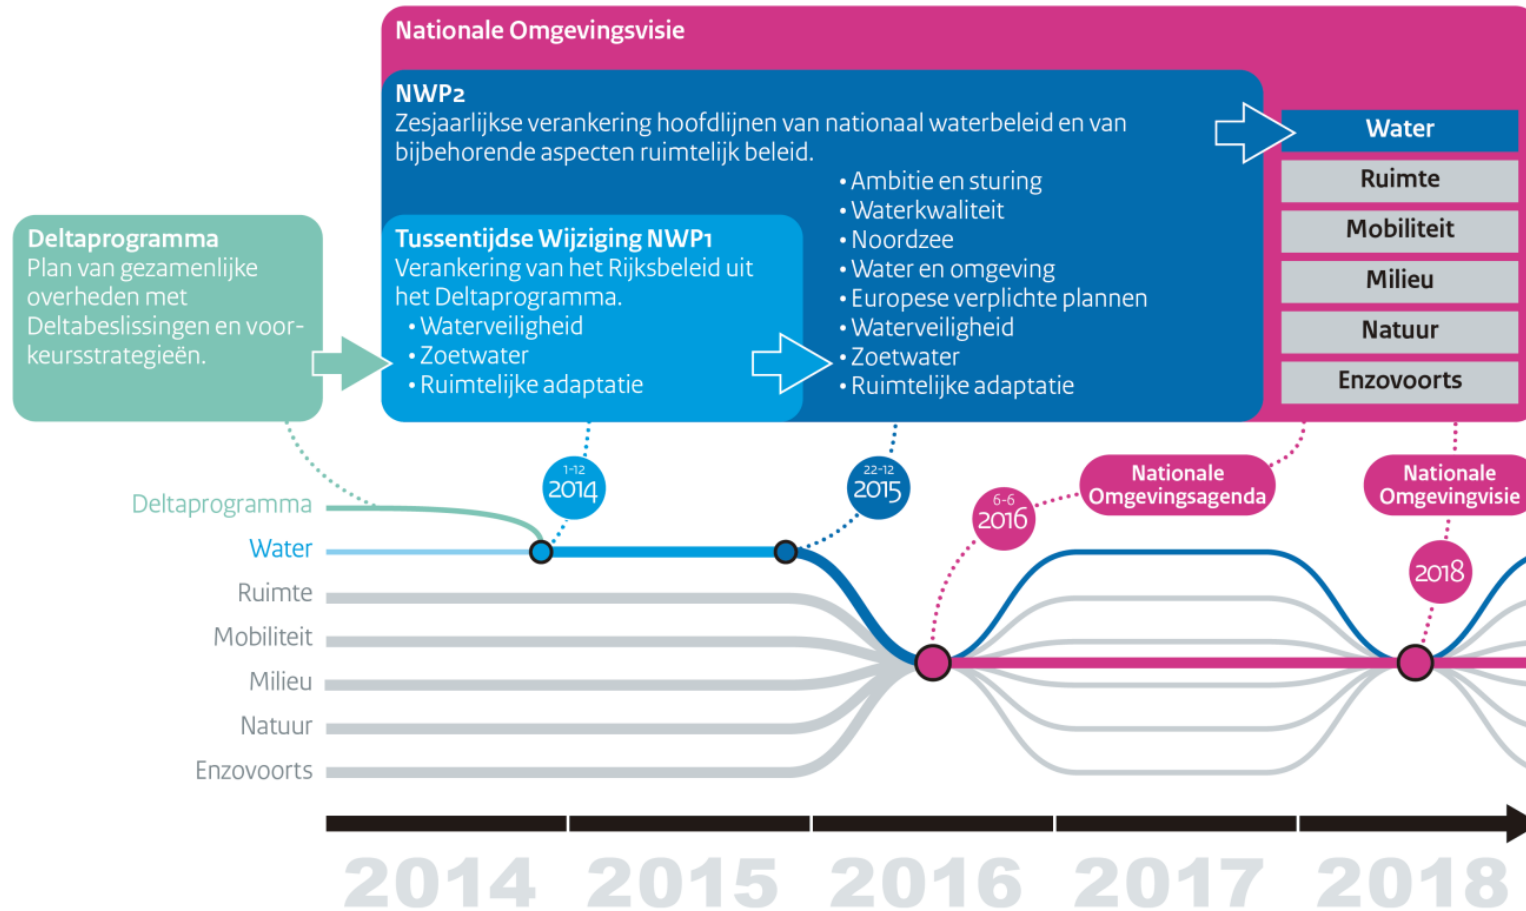 Nationale Omgevingsvisie
NWP2
Zesjaarlijkse verankering hoofdlijnen van nationaal waterbeleid en van
bijbehorende aspecten ruimtelijk beleid.
• Ambitie en sturing
• Waterkwaliteit
• Noordzee
• Water en omgeving
• Europese verplichte plannen
• Waterveiligheid
• Zoetwater
• Ruimtelijke adaptatie
Water
Ruimte
Mobiliteit
Milieu
Natuur
Enzovoorts
Deltaprogramma
Plan van gezamenlijke
overheden met
Deltabeslissingen en voor-
keursstrategieën.
Tussentijdse Wijziging NWP1
Verankering van het Rijksbeleid uit
het Deltaprogramma.
• Waterveiligheid
• Zoetwater
• Ruimtelijke adaptatie
1-12
2014
22-12
2015
6-6
2016
Nationale
Omgevingsagenda
Nationale
Omgevingvisie
2018
Deltaprogramma
Water
Ruimte
Mobiliteit
Milieu
Natuur
Enzovoorts
2014
2015
2016
2017
2018